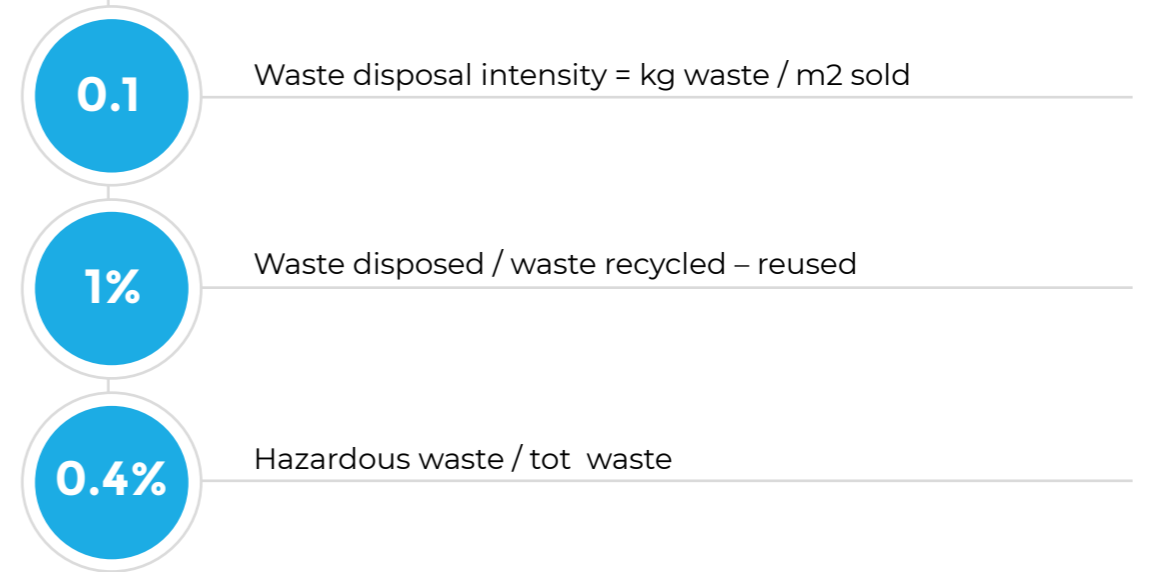 0.1
Waste disposal intensity = kg waste / m2 sold
1%
Waste disposed / waste recycled – reused
0.4%
Hazardous waste / tot  waste